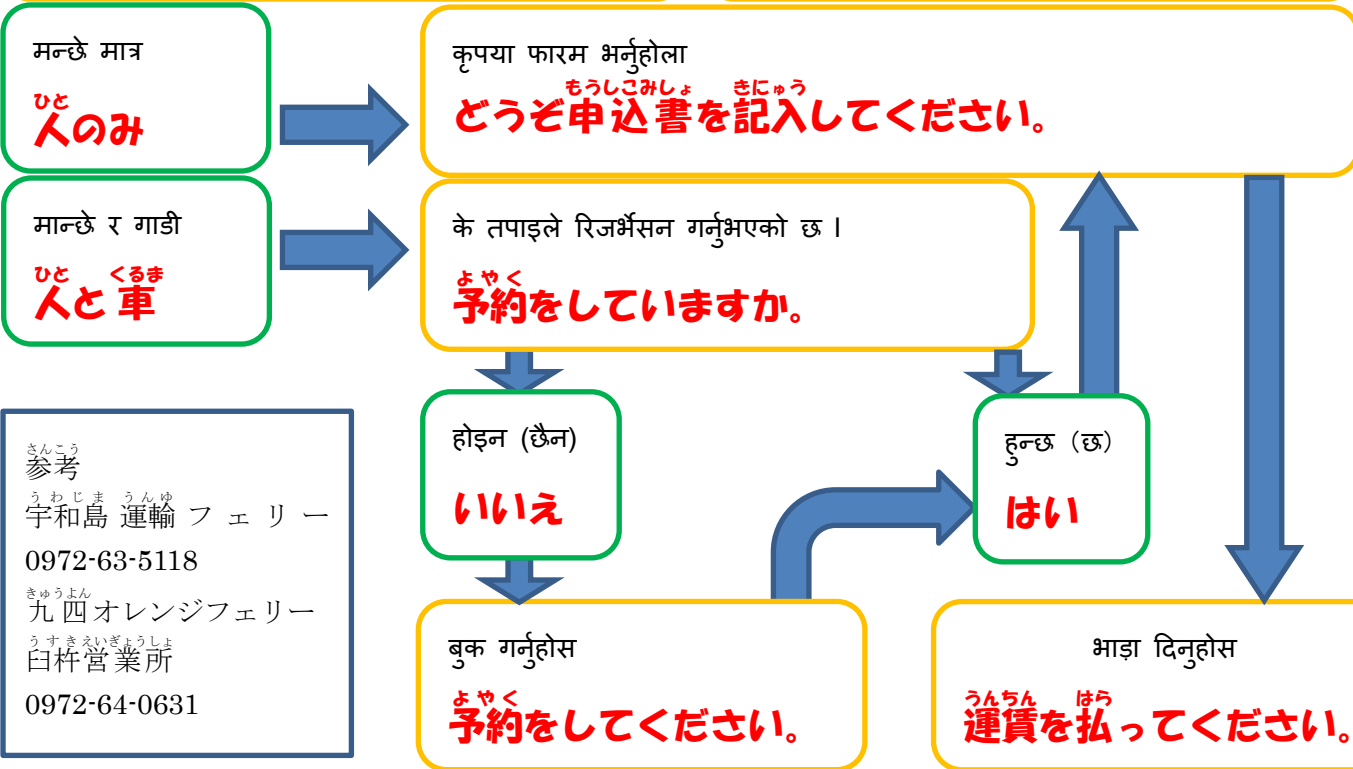 मन्छे मात्र
ひと
人のみ
कृपया फारम भर्नुहोला
もうしこみしょ きにゅう
どうぞ申込書を記入してください。
मान्छे र गाडी
ひと くるま
人と車
के तपाइले रिजर्भेसन गर्नुभएको छ ।
よやく
予約をしていますか。
होइन (छैन)
いいえ
हुन्छ（छ）
はい
さんこう
参考
うわじま うんゆ
宇和島 運輸 フェリー
0972-63-5118
きゅうよん
九四オレンジフェリー
うすきえいぎょうしょ
臼杵営業所
0972-64-0631
बुक गर्नुहोस
よやく
予約をしてください。
भाड़ा दिनुहोस
うんちん はら
運賃を払ってください。